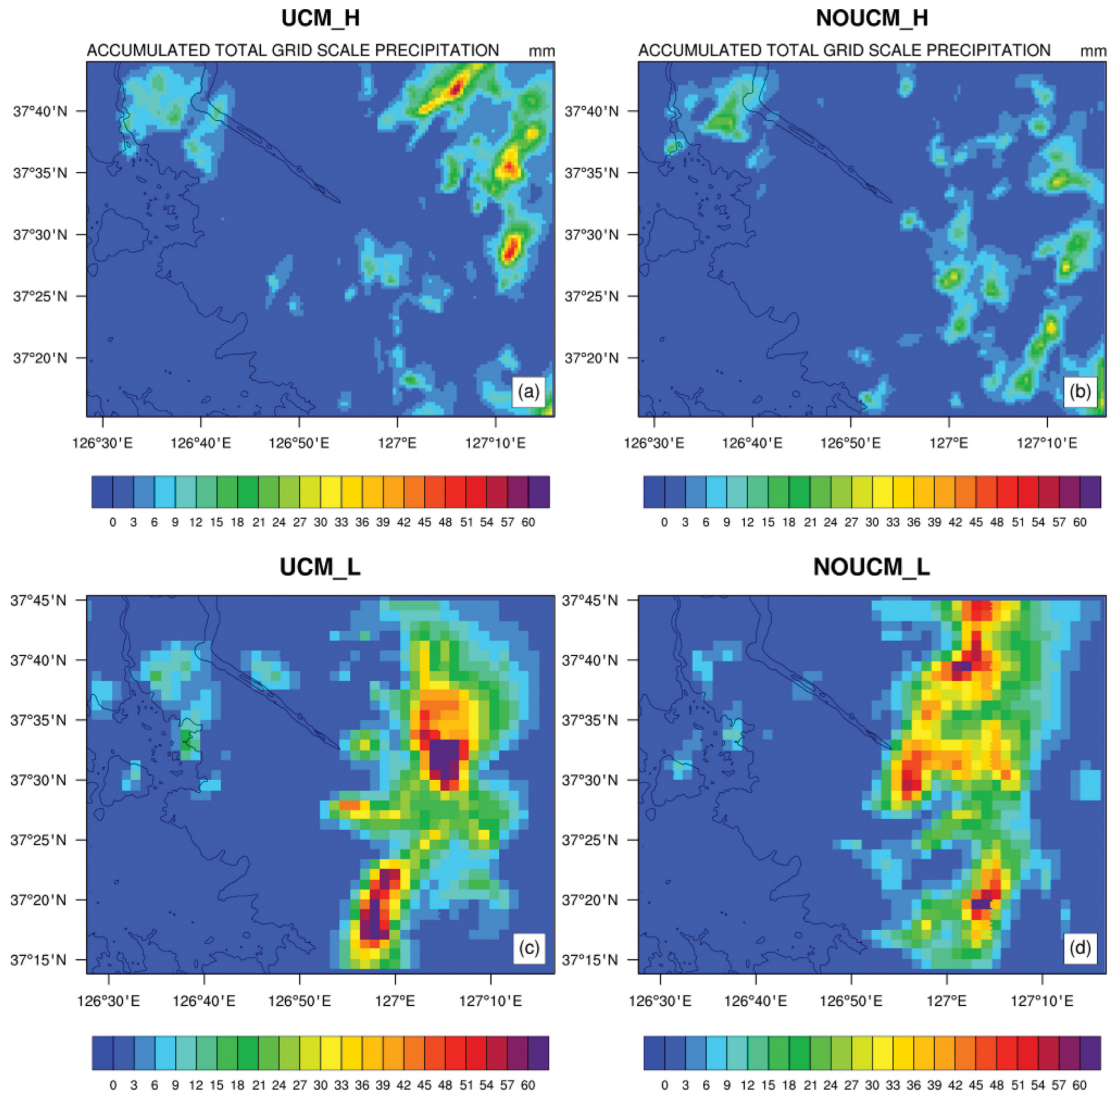 UCM_H
ACCUMULATED TOTAL GRID SCALE PRECIPITATION mm
37°40'N
37°35'N
37°30'N
37°25'N
37°20'N
(a)
126°30'E 126°40'E 126°50'E 127°E 127°10'E
0 3 6 9 12 15 18 21 24 27 30 33 36 39 42 45 48 51 54 57 60
NOUCM_H
ACCUMULATED TOTAL GRID SCALE PRECIPITATION mm
37°40'N
37°35'N
37°30'N
37°25'N
37°20'N
(b)
126°30'E 126°40'E 126°50'E 127°E 127°10'E
0 3 6 9 12 15 18 21 24 27 30 33 36 39 42 45 48 51 54 57 60
UCM_L
37°45'N
37°40'N
37°35'N
37°30'N
37°25'N
37°20'N
37°15'N
(c)
126°30'E 126°40'E 126°50'E 127°E 127°10'E
0 3 6 9 12 15 18 21 24 27 30 33 36 39 42 45 48 51 54 57 60
NOUCM_L
37°45'N
37°40'N
37°35'N
37°30'N
37°25'N
37°20'N
37°15'N
(d)
126°30'E 126°40'E 126°50'E 127°E 127°10'E
0 3 6 9 12 15 18 21 24 27 30 33 36 39 42 45 48 51 54 57 60